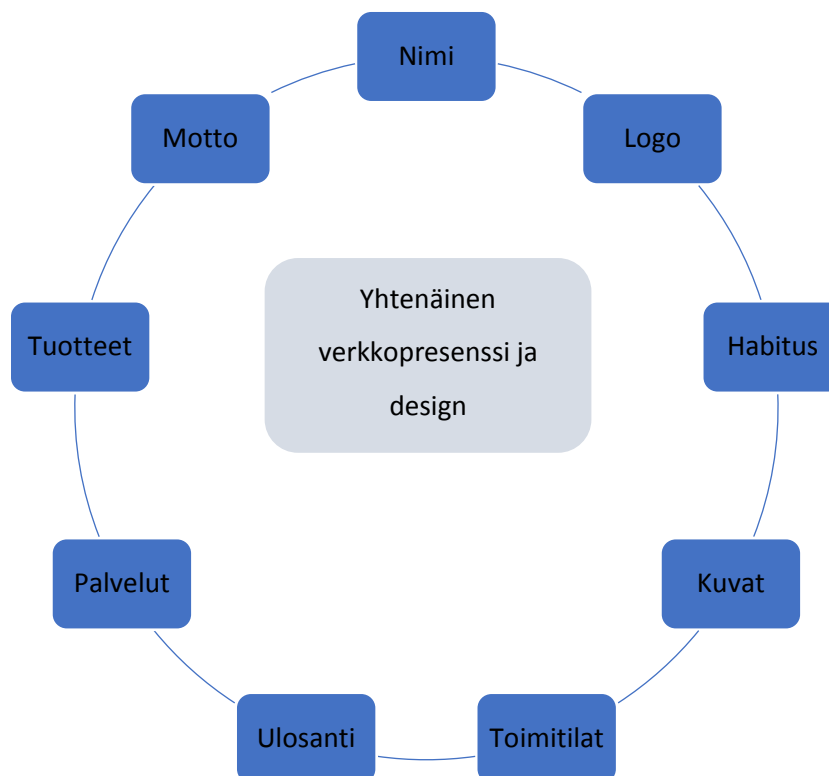 Nimi
Logo
Habitus
Kuvat
Toimitilat
Ulosanti
Palvelut
Tuotteet
Motto
Yhtenäinen
verkkopresenssi ja
design